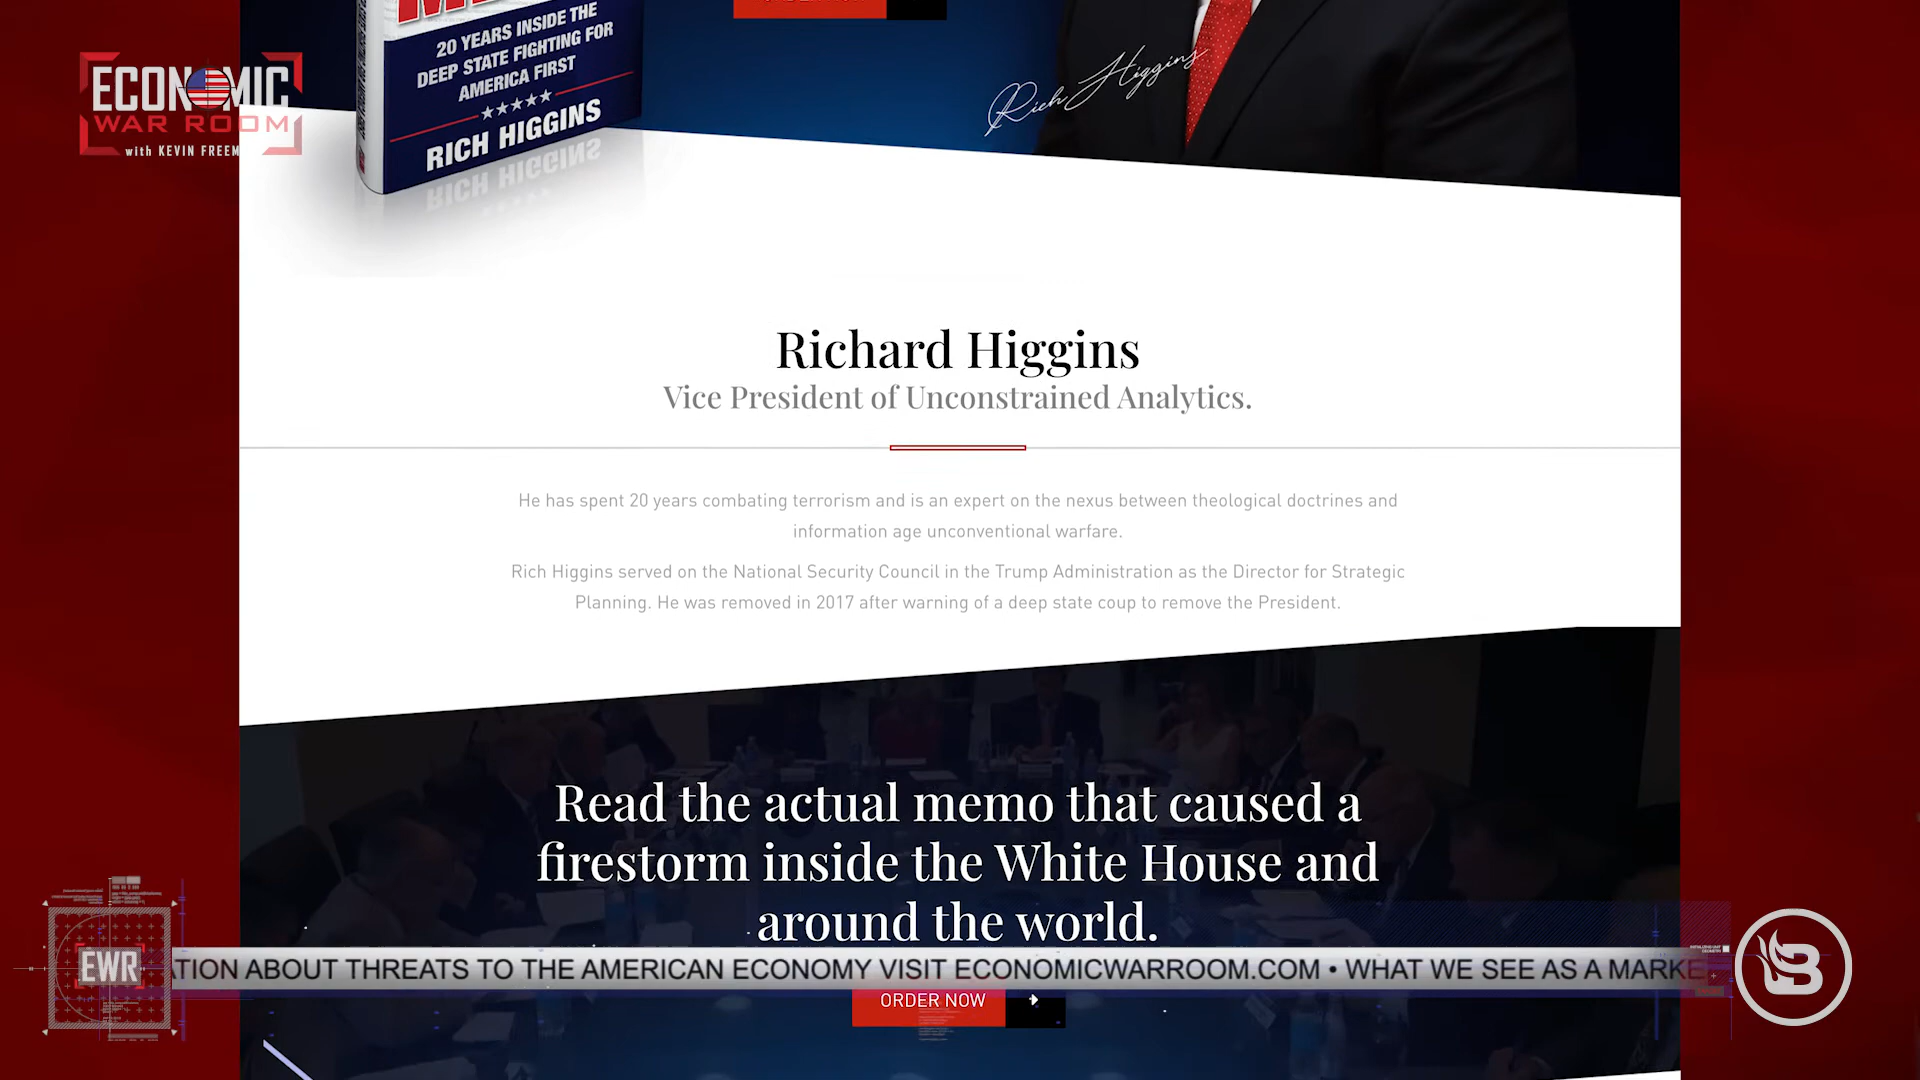 20 YEARS INSIDE THE
DEEP STATE FIGHTING FOR
AMERICA FIRST
RICH HIGGINS
Rich Higgins
ECONOMIC
WAR ROOM
with KEVIN FREEM
Richard Higgins
Vice President of Unconstrained Analytics.
He has spent 20 years combating terrorism and is an expert on the nexus between theological doctrines and
information age unconventional warfare.
Rich Higgins served on the National Security Council in the Trump Administration as the Director for Strategic
Planning. He was removed in 2017 after warning of a deep state coup to remove the President.
Read the actual memo that caused a
firestorm inside the White House and
around the world.
EWR
ATION ABOUT THREATS TO THE AMERICAN ECONOMY VISIT ECONOMICWARROOM.COM • WHAT WE SEE AS A MARKE
B
ORDER NOW